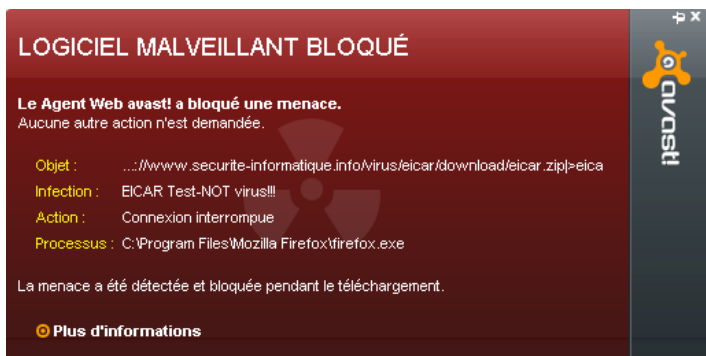 LOGICIEL MALVEILLANT BLOQUÉ
Le Agent Web avast! a bloqué une menace.
Aucune autre action n'est demandée.
Objet : ...://www.securite-informatique.info/virus/eicar/download/eicar.zip|>eica
Infection : EICAR Test-NOT virus!!!
Action : Connexion interrompue
Processus : C:\Program Files\Mozilla Firefox\firefox.exe
La menace a été détectée et bloquée pendant le téléchargement.
Plus d'informations
avast!